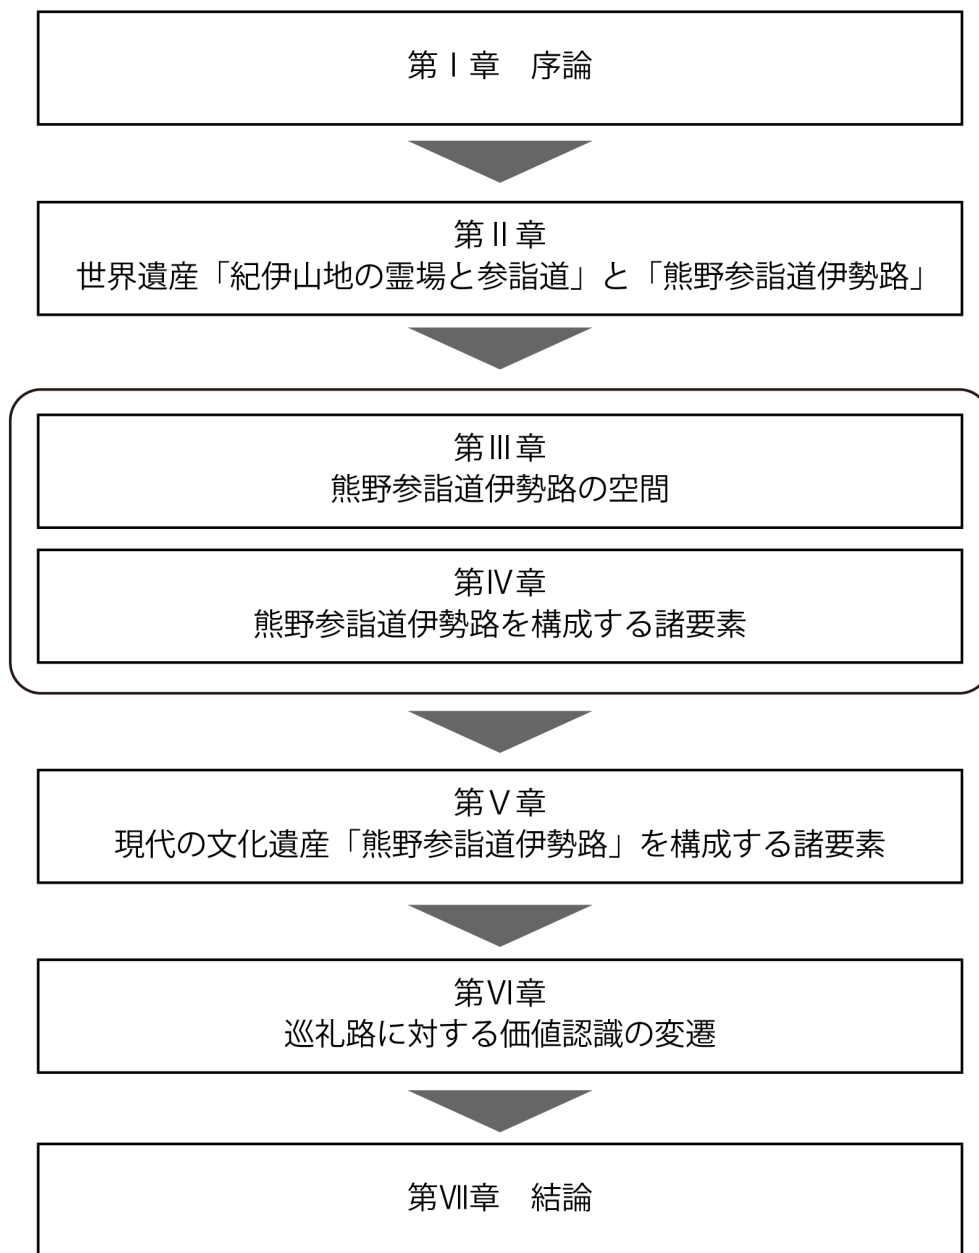 第Ⅰ章　序論
第Ⅱ章
世界遺産「紀伊山地の霊場と参詣道」と「熊野参詣道伊勢路」
第Ⅲ章
熊野参詣道伊勢路の空間
第Ⅳ章
熊野参詣道伊勢路を構成する諸要素
第Ⅴ章
現代の文化遺産「熊野参詣道伊勢路」を構成する諸要素
第Ⅵ章
巡礼路に対する価値認識の変遷
第Ⅶ章　結論